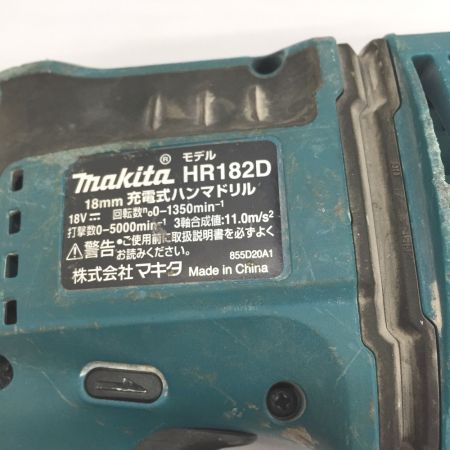 makita® モデル HR182D
18mm 充電式ハンマドリル
18V⎓ 回転数n₀0-1350min⁻¹
打撃数0-5000min⁻¹ 3軸合成値:11.0m/s²
⚠警告 •ご使用前に取扱説明書を必ずよくお読みください。
855D20A1
株式会社マキタ Made in China